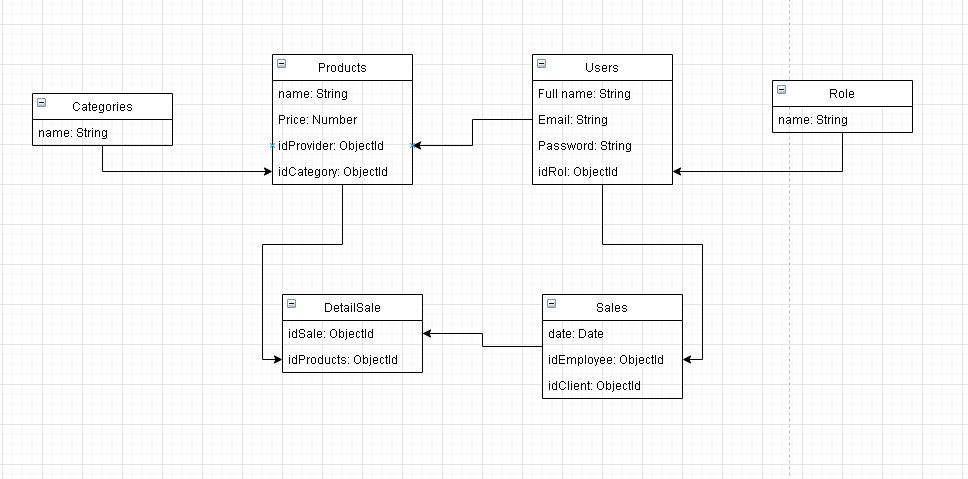 Categories
name: String
Products
name: String
Price: Number
idProvider: ObjectId
idCategory: ObjectId
Users
Full name: String
Email: String
Password: String
idRol: ObjectId
Role
name: String
DetailSale
idSale: ObjectId
idProducts: ObjectId
Sales
date: Date
idEmployee: ObjectId
idClient: ObjectId